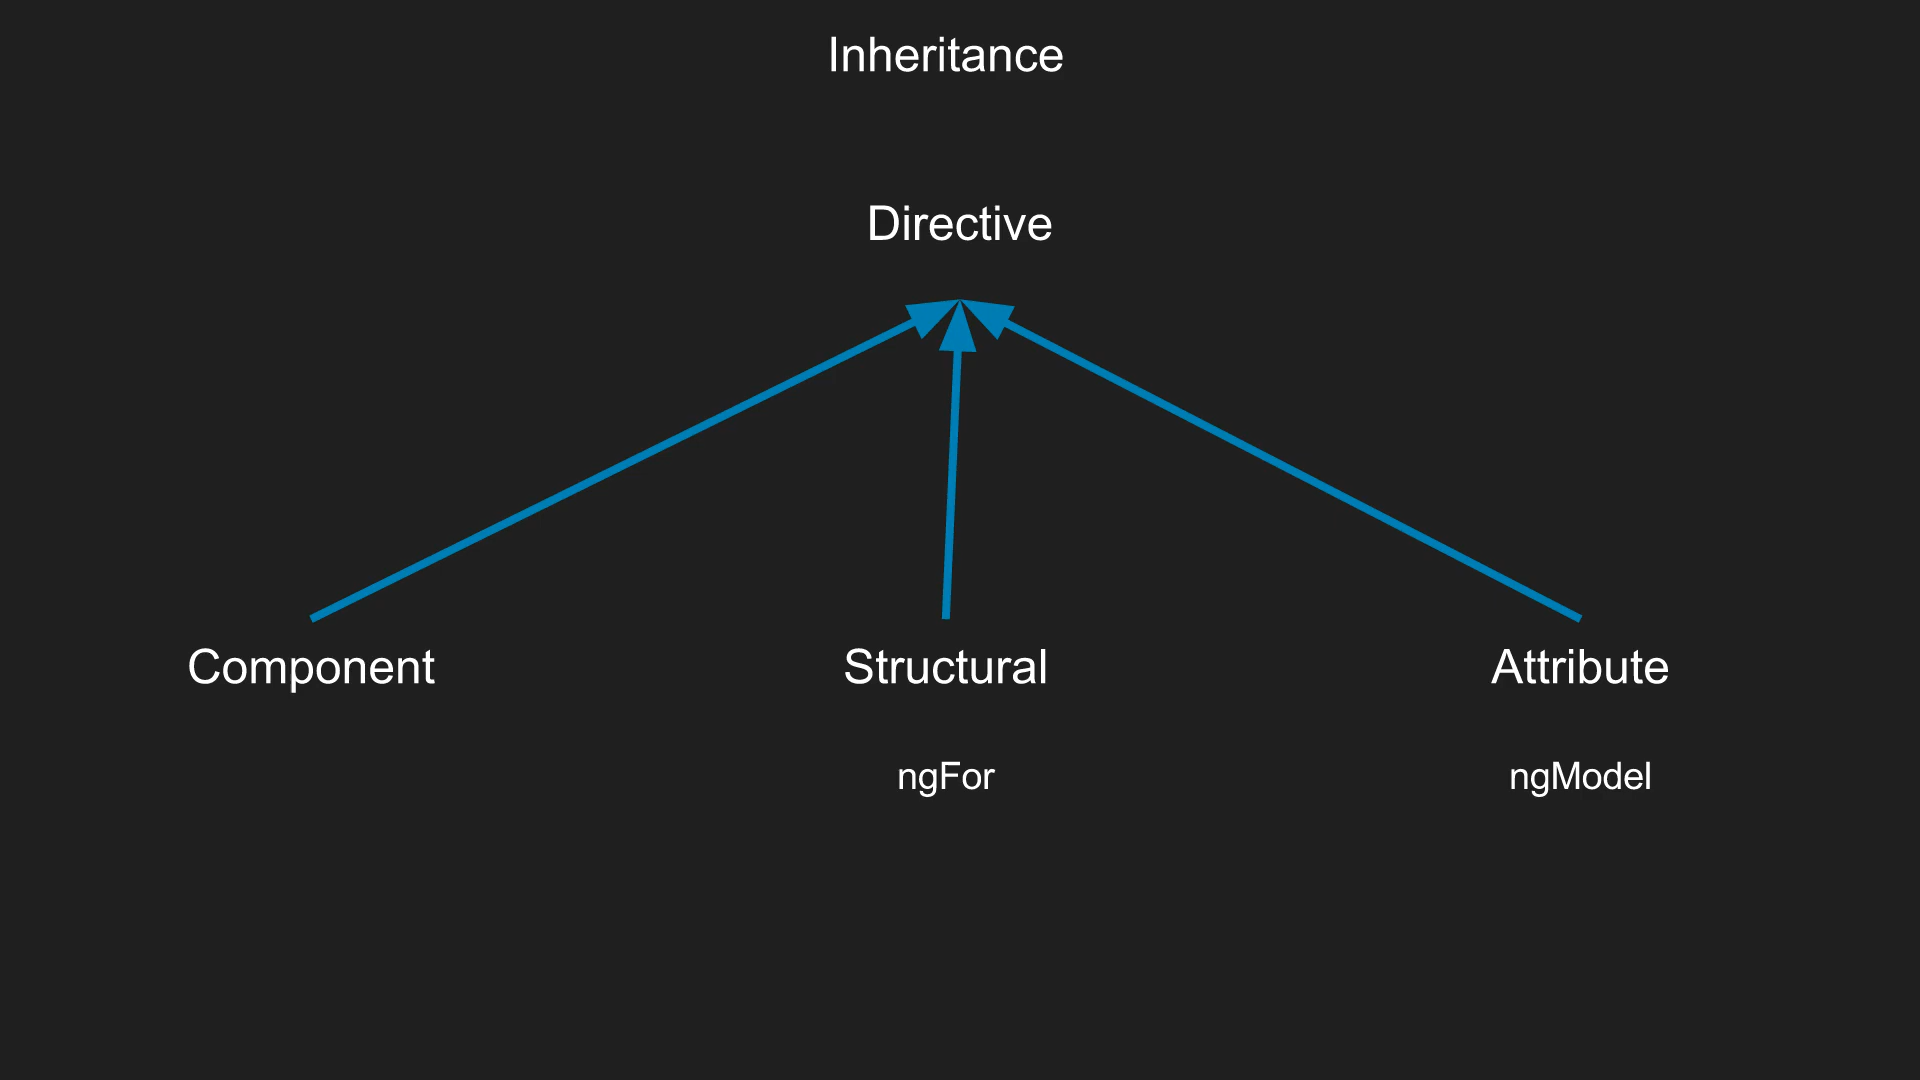 Inheritance
Directive
Component
Structural
Attribute
ngFor
ngModel